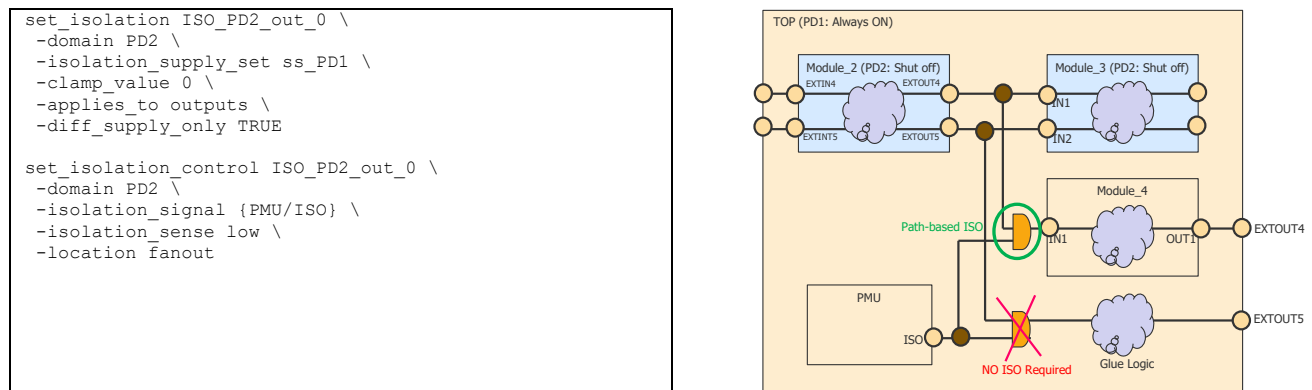 set_isolation ISO_PD2_out_0 \
-domain PD2 \
-isolation_supply_set ss_PD1 \
-clamp_value 0 \
-applies_to outputs \
-diff_supply_only TRUE
set_isolation_control ISO_PD2_out_0 \
-domain PD2 \
-isolation_signal {PMU/ISO} \
-isolation_sense low \
-location fanout
TOP (PD1: Always ON)
Module_2 (PD2: Shut off)
Module_3 (PD2: Shut off)
EXTIN4
EXTOUT4
IN1
EXTINT5
EXTOUT5
IN2
Module_4
Path-based ISO
IN1
OUT1
EXTOUT4
PMU
ISO
EXTOUT5
NO ISO Required
Glue Logic